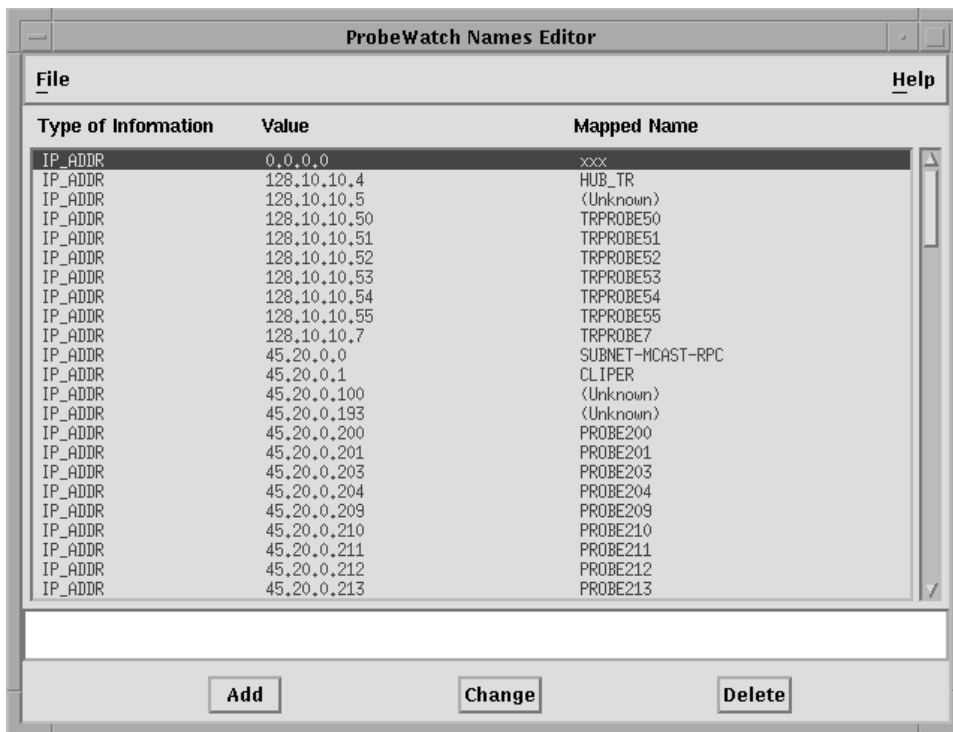 ProbeWatch Names Editor
File Help
Type of Information Value Mapped Name
IP_ADDR 0.0.0.0 xxx
IP_ADDR 128.10.10.4 HUB_TR
IP_ADDR 128.10.10.5 (Unknown)
IP_ADDR 128.10.10.50 TRPROBE50
IP_ADDR 128.10.10.51 TRPROBE51
IP_ADDR 128.10.10.52 TRPROBE52
IP_ADDR 128.10.10.53 TRPROBE53
IP_ADDR 128.10.10.54 TRPROBE54
IP_ADDR 128.10.10.55 TRPROBE55
IP_ADDR 128.10.10.7 TRPROBE7
IP_ADDR 45.20.0.0 SUBNET-MCAST-RPC
IP_ADDR 45.20.0.1 CLIPER
IP_ADDR 45.20.0.100 (Unknown)
IP_ADDR 45.20.0.193 (Unknown)
IP_ADDR 45.20.0.200 PROBE200
IP_ADDR 45.20.0.201 PROBE201
IP_ADDR 45.20.0.203 PROBE203
IP_ADDR 45.20.0.204 PROBE204
IP_ADDR 45.20.0.209 PROBE209
IP_ADDR 45.20.0.210 PROBE210
IP_ADDR 45.20.0.211 PROBE211
IP_ADDR 45.20.0.212 PROBE212
IP_ADDR 45.20.0.213 PROBE213
Add Change Delete